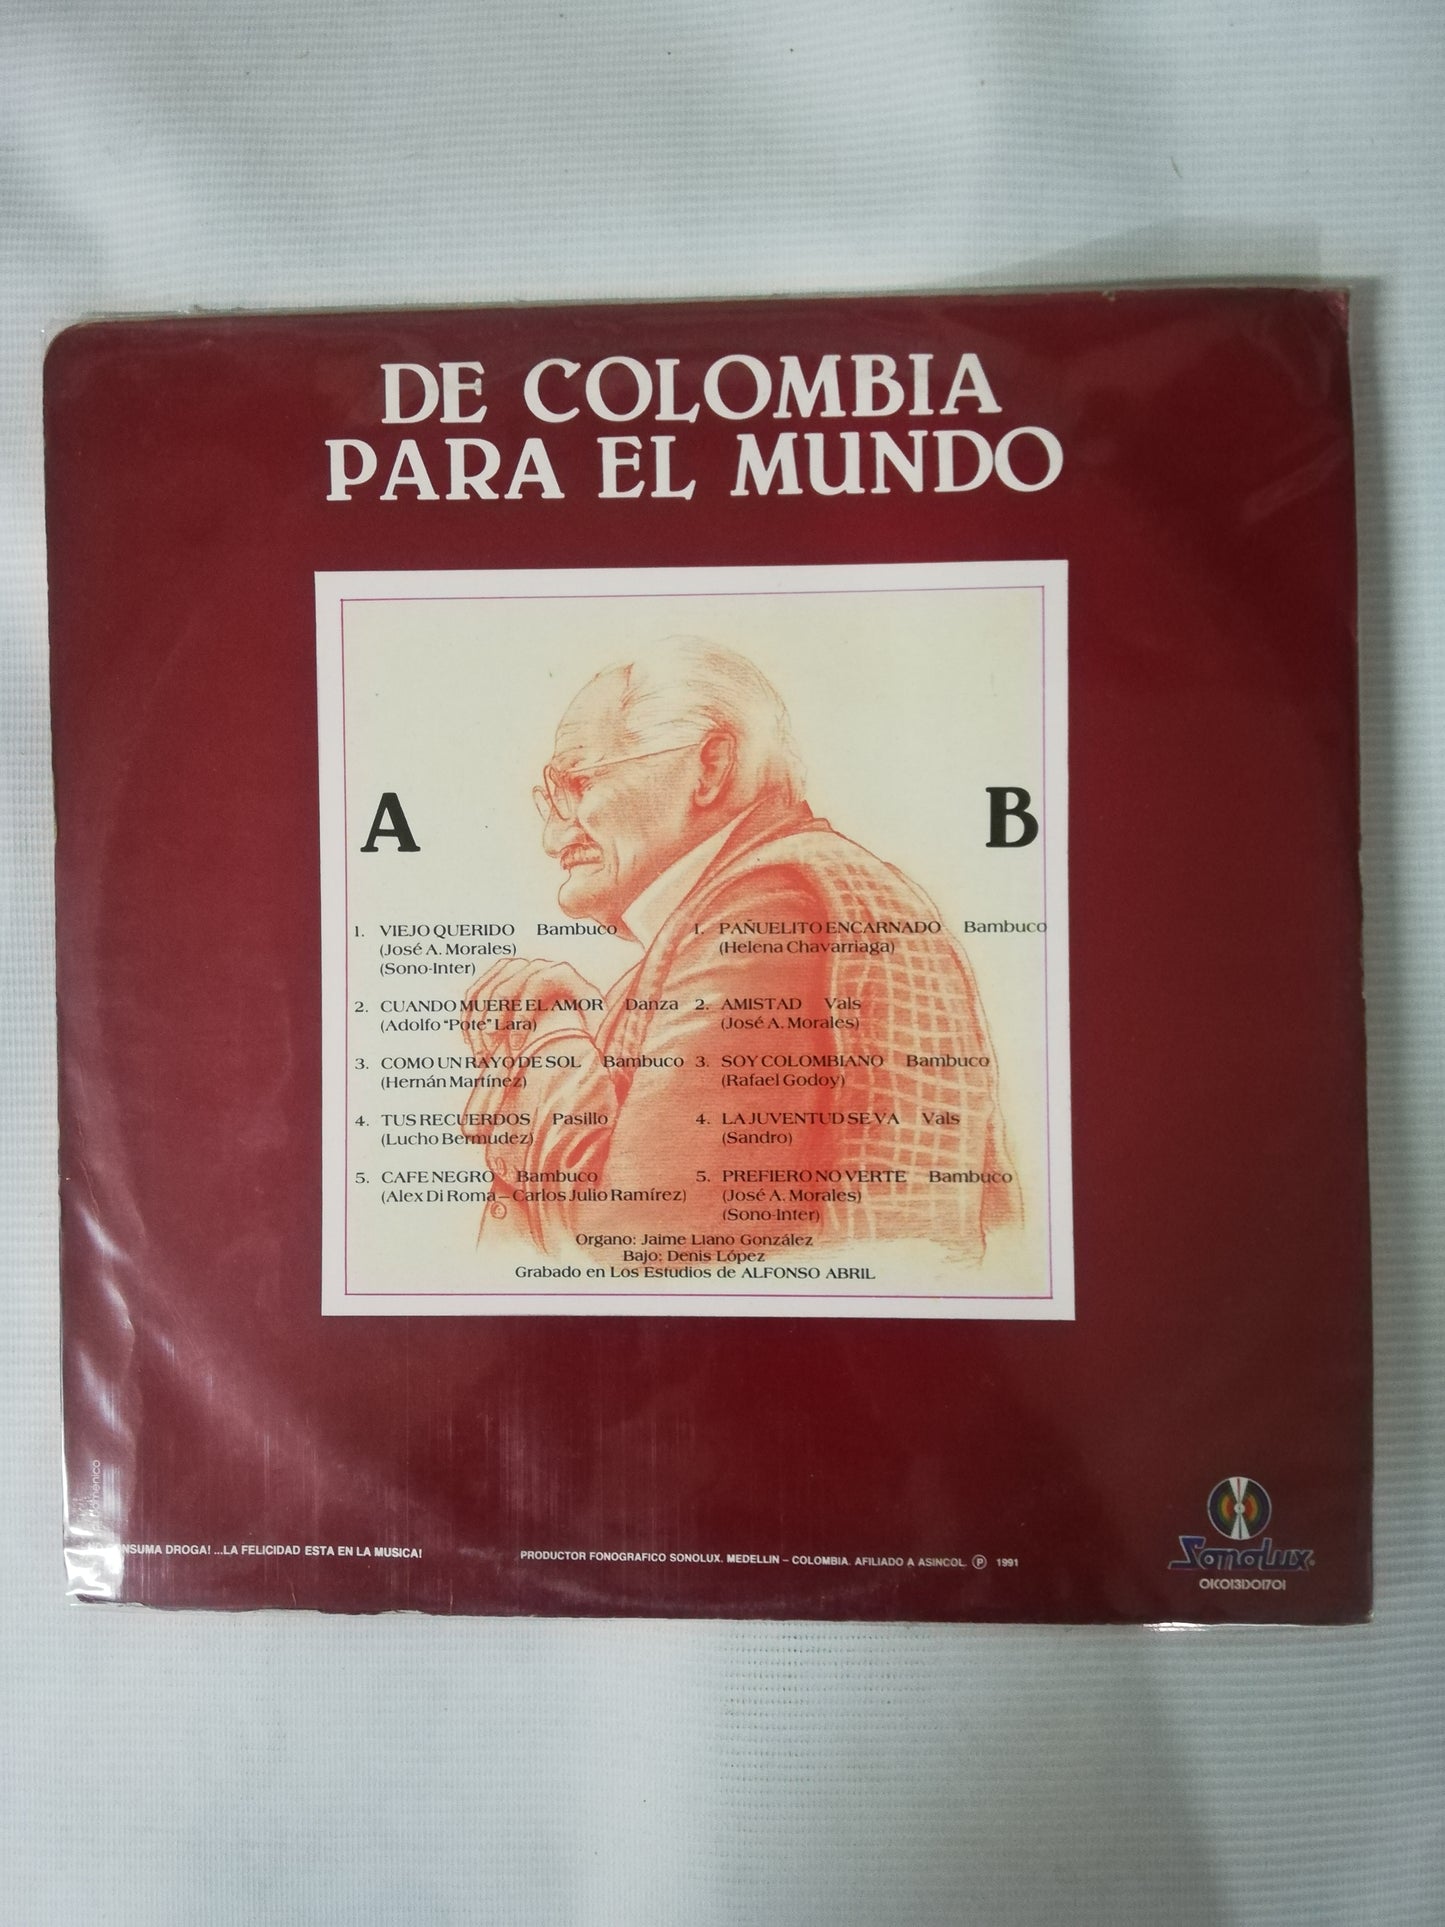 DE COLOMBIA
PARA EL MUNDO
A
1. VIEJO QUERIDO Bambuco
(José A. Morales)
(Sono-Inter)
2. CUANDO MUERE EL AMOR Danza
(Adolfo "Pote" Lara)
3. COMO UN RAYO DE SOL Bambuco
(Hernán Martínez)
4. TUS RECUERDOS Pasillo
(Lucho Bermudez)
5. CAFE NEGRO Bambuco
(Alex Di Roma – Carlos Julio Ramírez)
B
1. PAÑUELITO ENCARNADO Bambuco
(Helena Chavarriaga)
2. AMISTAD Vals
(José A. Morales)
3. SOY COLOMBIANO Bambuco
(Rafael Godoy)
4. LA JUVENTUD SE VA Vals
(Sandro)
5. PREFIERO NO VERTE Bambuco
(José A. Morales)
(Sono-Inter)
Organo: Jaime Llano González
Bajo: Denis López
Grabado en Los Estudios de ALFONSO ABRIL
DROGA! ...LA FELICIDAD ESTA EN LA MUSICA!
PRODUCTOR FONOGRAFICO SONOLUX. MEDELLIN – COLOMBIA. AFILIADO A ASINCOL. Ⓟ 1991
Sonolux
01(0131)01701